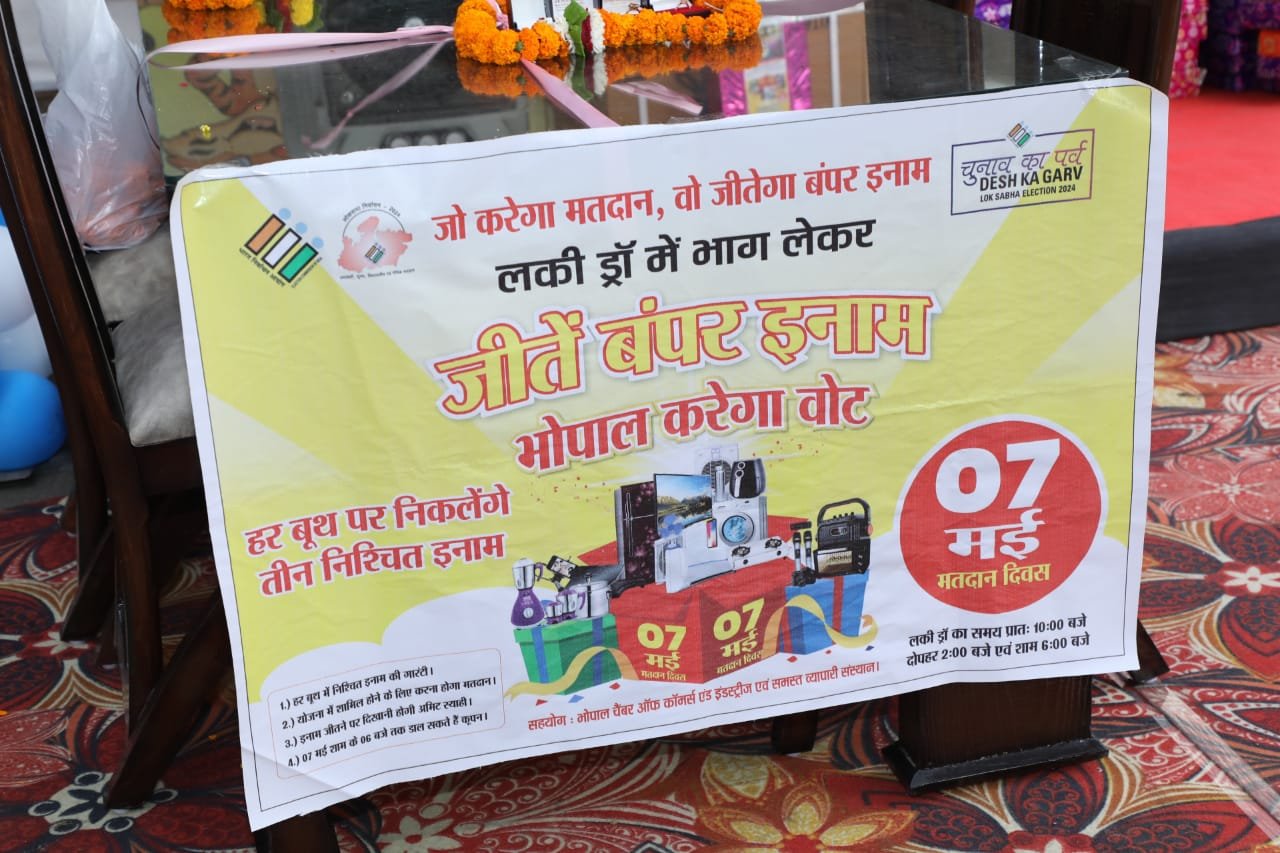 जो करेगा मतदान, वो जीतेगा बंपर इनाम
लकी ड्रॉ में भाग लेकर
जीतें बंपर इनाम
भोपाल करेगा वोट
चुनाव का पर्व
DESH KA GARV
LOK SABHA ELECTION 2024
भारत निर्वाचन आयोग
हर बूथ पर निकलेंगे
तीन निश्चित इनाम
07
मई
मतदान दिवस
07
मई
मतदान दिवस
07
मई
मतदान दिवस
लकी ड्रॉ का समय प्रात: 10:00 बजे
दोपहर 2:00 बजे एवं शाम 6:00 बजे
1.) हर बूथ में निश्चित इनाम की गारंटी।
2.) योजना में शामिल होने के लिए करना होगा मतदान।
3.) इनाम जीतने पर दिखानी होगी अमिट स्याही।
4.) 07 मई शाम के 06 बजे तक डाल सकते हैं कूपन।
सहयोग : भोपाल चैंबर ऑफ कॉमर्स एंड इंडस्ट्रीज एवं समस्त व्यापारी संस्थान।